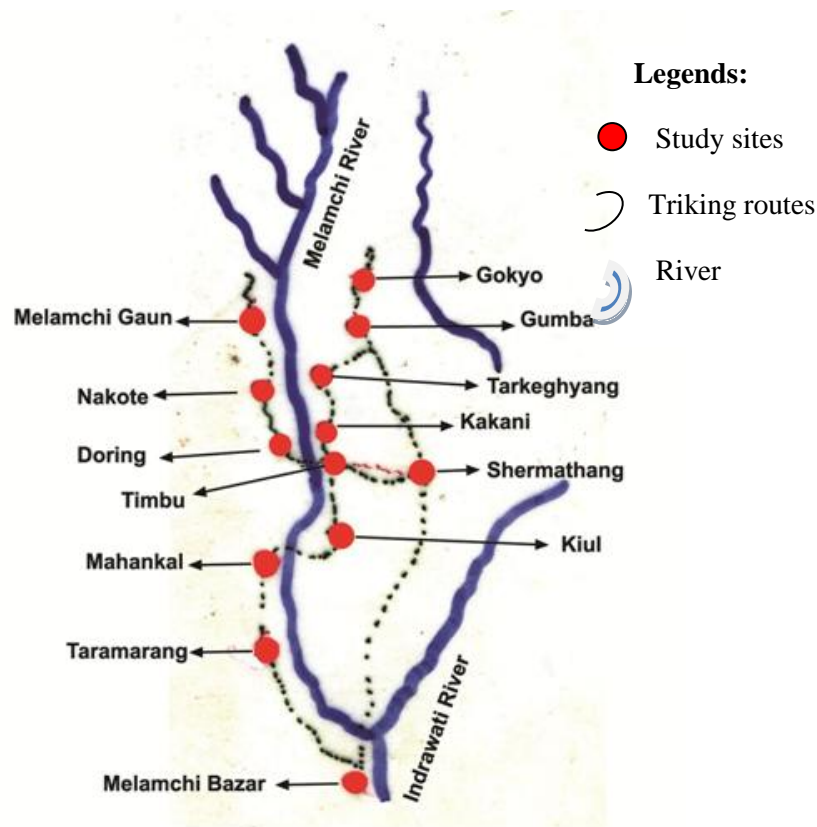 Legends:
Study sites
Melamchi River
Triking routes
Gokyo
River
Melamchi Gaun
Gumba
Tarkeghyang
Nakote
Kakani
Doring
Shermathang
Timbu
Kiul
Mahankal
Taramarang
Indrawati River
Melamchi Bazar